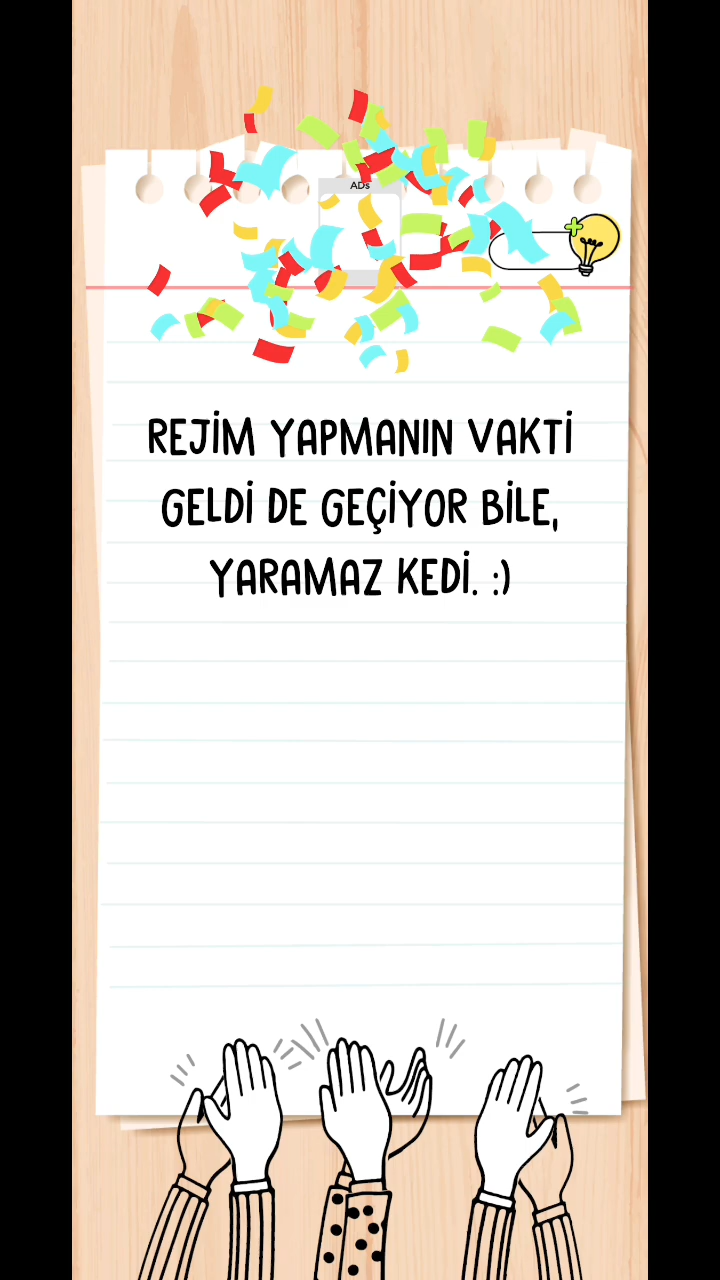 ADs
REJİM YAPMANIN VAKTİ
GELDİ DE GEÇİYOR BİLE,
YARAMAZ KEDİ. :)